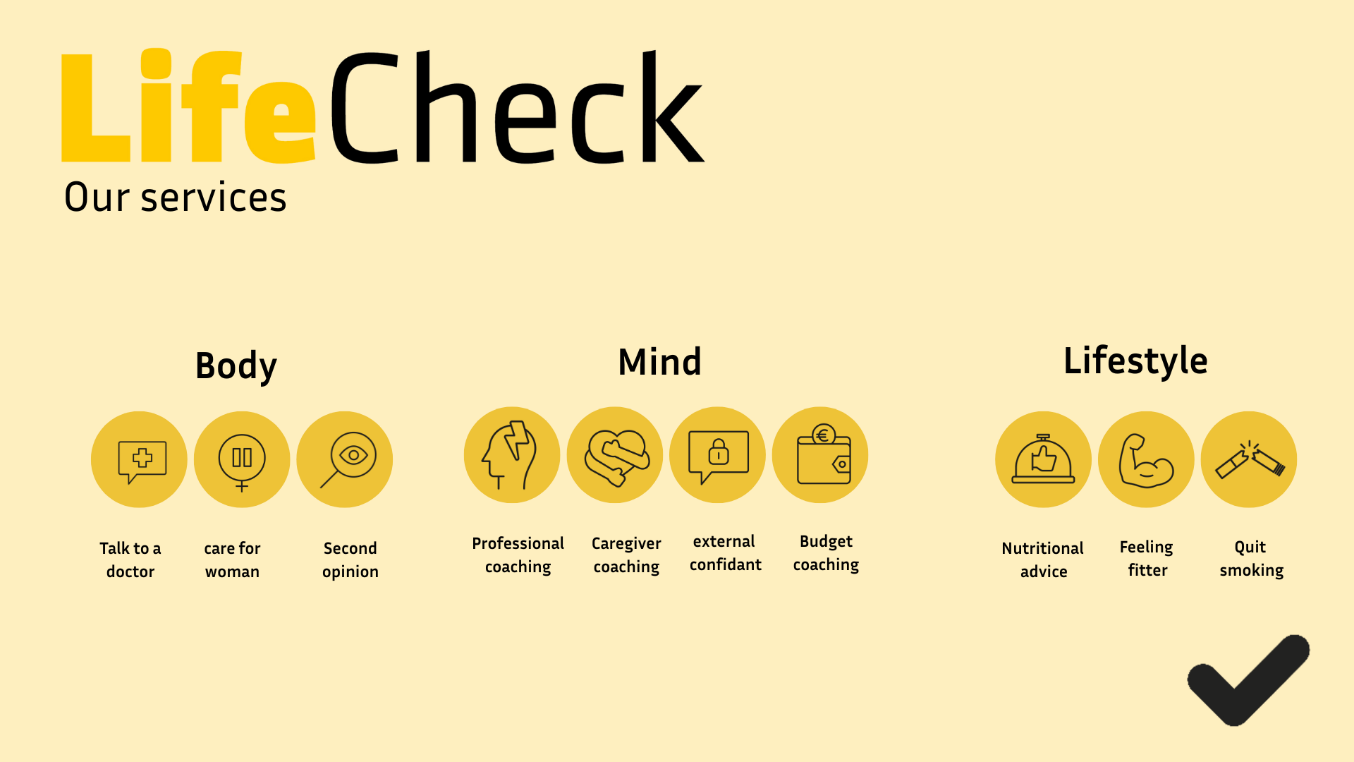 LifeCheck
Our services
Body
Talk to a
doctor
care for
woman
Second
opinion
Mind
Professional
coaching
Caregiver
coaching
external
confidant
Budget
coaching
Lifestyle
Nutritional
advice
Feeling
fitter
Quit
smoking